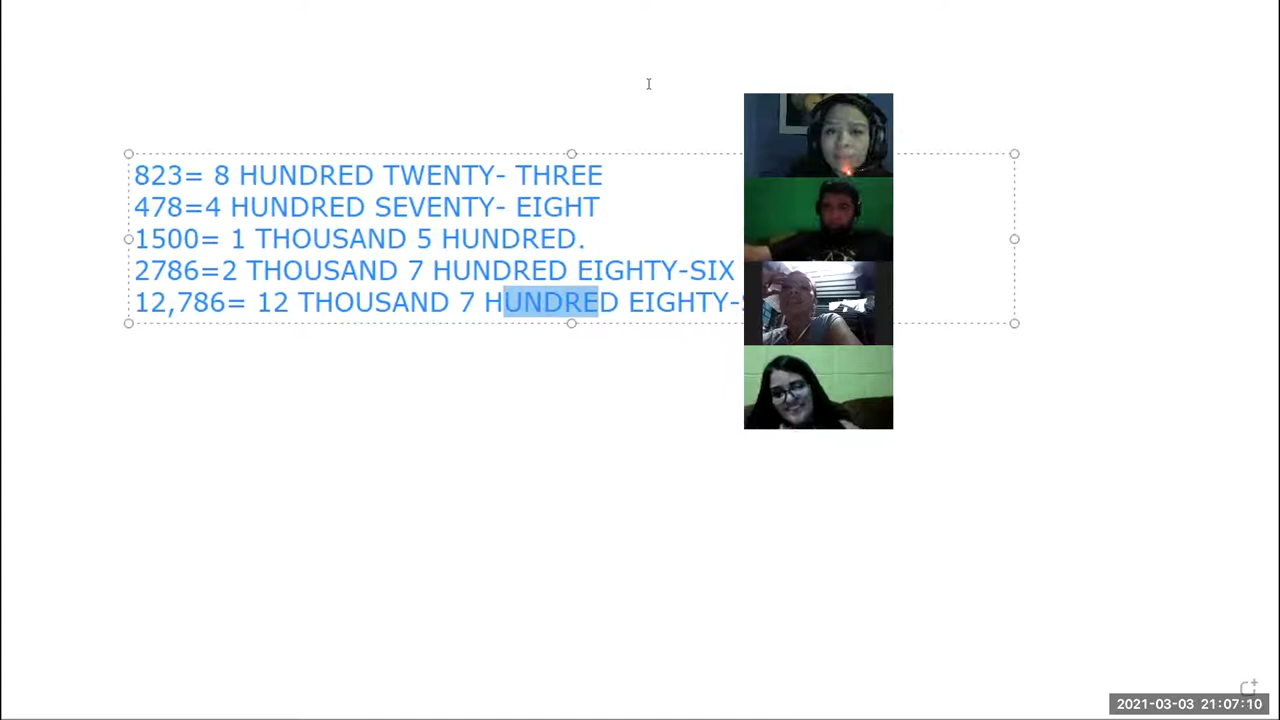 823= 8 HUNDRED TWENTY- THREE
478=4 HUNDRED SEVENTY- EIGHT
1500= 1 THOUSAND 5 HUNDRED.
2786=2 THOUSAND 7 HUNDRED EIGHTY-SIX
12,786= 12 THOUSAND 7 HUNDRED EIGHTY-
2021-03-03 21:07:10